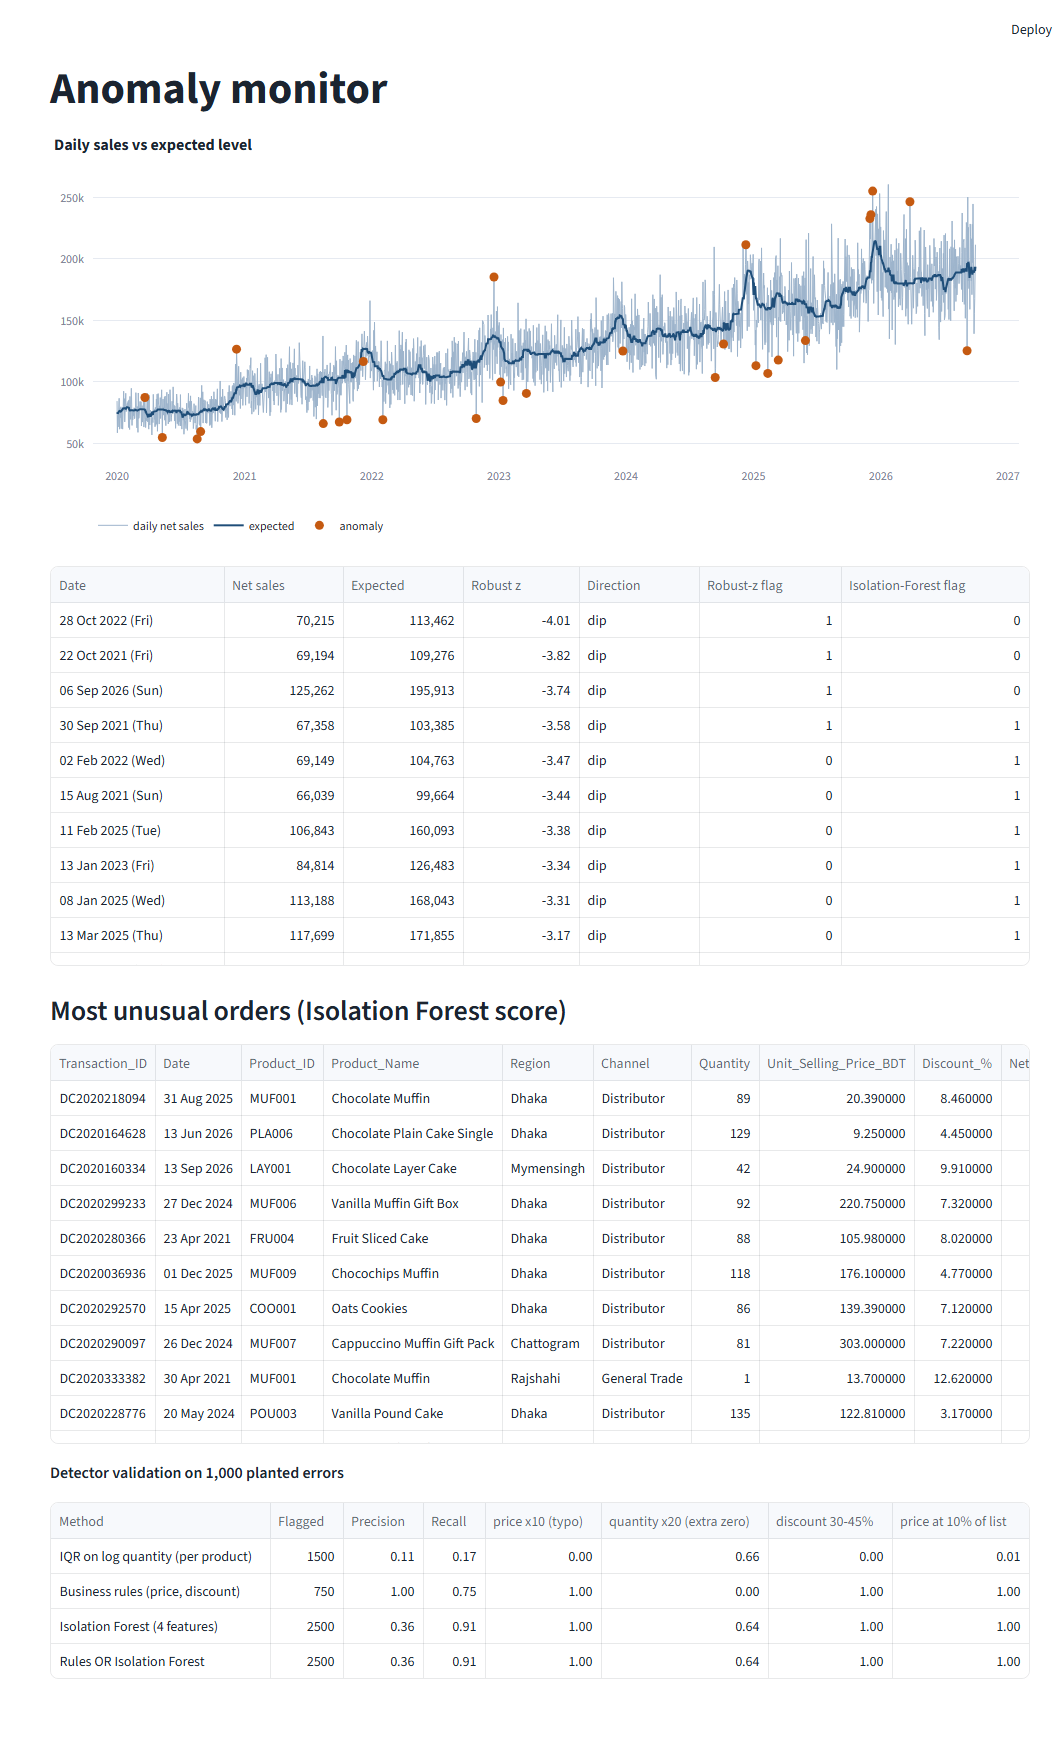 Deploy
Anomaly monitor
Daily sales vs expected level
250k
200k
150k
100k
50k
2020 2021 2022 2023 2024 2025 2026 2027
daily net sales expected anomaly
Date Net sales Expected Robust z Direction Robust-z flag Isolation-Forest flag
28 Oct 2022 (Fri) 70,215 113,462 -4.01 dip 1 0
22 Oct 2021 (Fri) 69,194 109,276 -3.82 dip 1 0
06 Sep 2026 (Sun) 125,262 195,913 -3.74 dip 1 0
30 Sep 2021 (Thu) 67,358 103,385 -3.58 dip 1 1
02 Feb 2022 (Wed) 69,149 104,763 -3.47 dip 0 1
15 Aug 2021 (Sun) 66,039 99,664 -3.44 dip 0 1
11 Feb 2025 (Tue) 106,843 160,093 -3.38 dip 0 1
13 Jan 2023 (Fri) 84,814 126,483 -3.34 dip 0 1
08 Jan 2025 (Wed) 113,188 168,043 -3.31 dip 0 1
13 Mar 2025 (Thu) 117,699 171,855 -3.17 dip 0 1
Most unusual orders (Isolation Forest score)
Transaction_ID Date Product_ID Product_Name Region Channel Quantity Unit_Selling_Price_BDT Discount_% Net
DC2020218094 31 Aug 2025 MUF001 Chocolate Muffin Dhaka Distributor 89 20.390000 8.460000
DC2020164628 13 Jun 2026 PLA006 Chocolate Plain Cake Single Dhaka Distributor 129 9.250000 4.450000
DC2020160334 13 Sep 2026 LAY001 Chocolate Layer Cake Mymensingh Distributor 42 24.900000 9.910000
DC2020299233 27 Dec 2024 MUF006 Vanilla Muffin Gift Box Dhaka Distributor 92 220.750000 7.320000
DC2020280366 23 Apr 2021 FRU004 Fruit Sliced Cake Dhaka Distributor 88 105.980000 8.020000
DC2020036936 01 Dec 2025 MUF009 Chocochips Muffin Dhaka Distributor 118 176.100000 4.770000
DC2020292570 15 Apr 2025 COO001 Oats Cookies Dhaka Distributor 86 139.390000 7.120000
DC2020290097 26 Dec 2024 MUF007 Cappuccino Muffin Gift Pack Chattogram Distributor 81 303.000000 7.220000
DC2020333382 30 Apr 2021 MUF001 Chocolate Muffin Rajshahi General Trade 1 13.700000 12.620000
DC2020228776 20 May 2024 POU003 Vanilla Pound Cake Dhaka Distributor 135 122.810000 3.170000
Detector validation on 1,000 planted errors
Method Flagged Precision Recall price x10 (typo) quantity x20 (extra zero) discount 30-45% price at 10% of list
IQR on log quantity (per product) 1500 0.11 0.17 0.00 0.66 0.00 0.01
Business rules (price, discount) 750 1.00 0.75 1.00 0.00 1.00 1.00
Isolation Forest (4 features) 2500 0.36 0.91 1.00 0.64 1.00 1.00
Rules OR Isolation Forest 2500 0.36 0.91 1.00 0.64 1.00 1.00